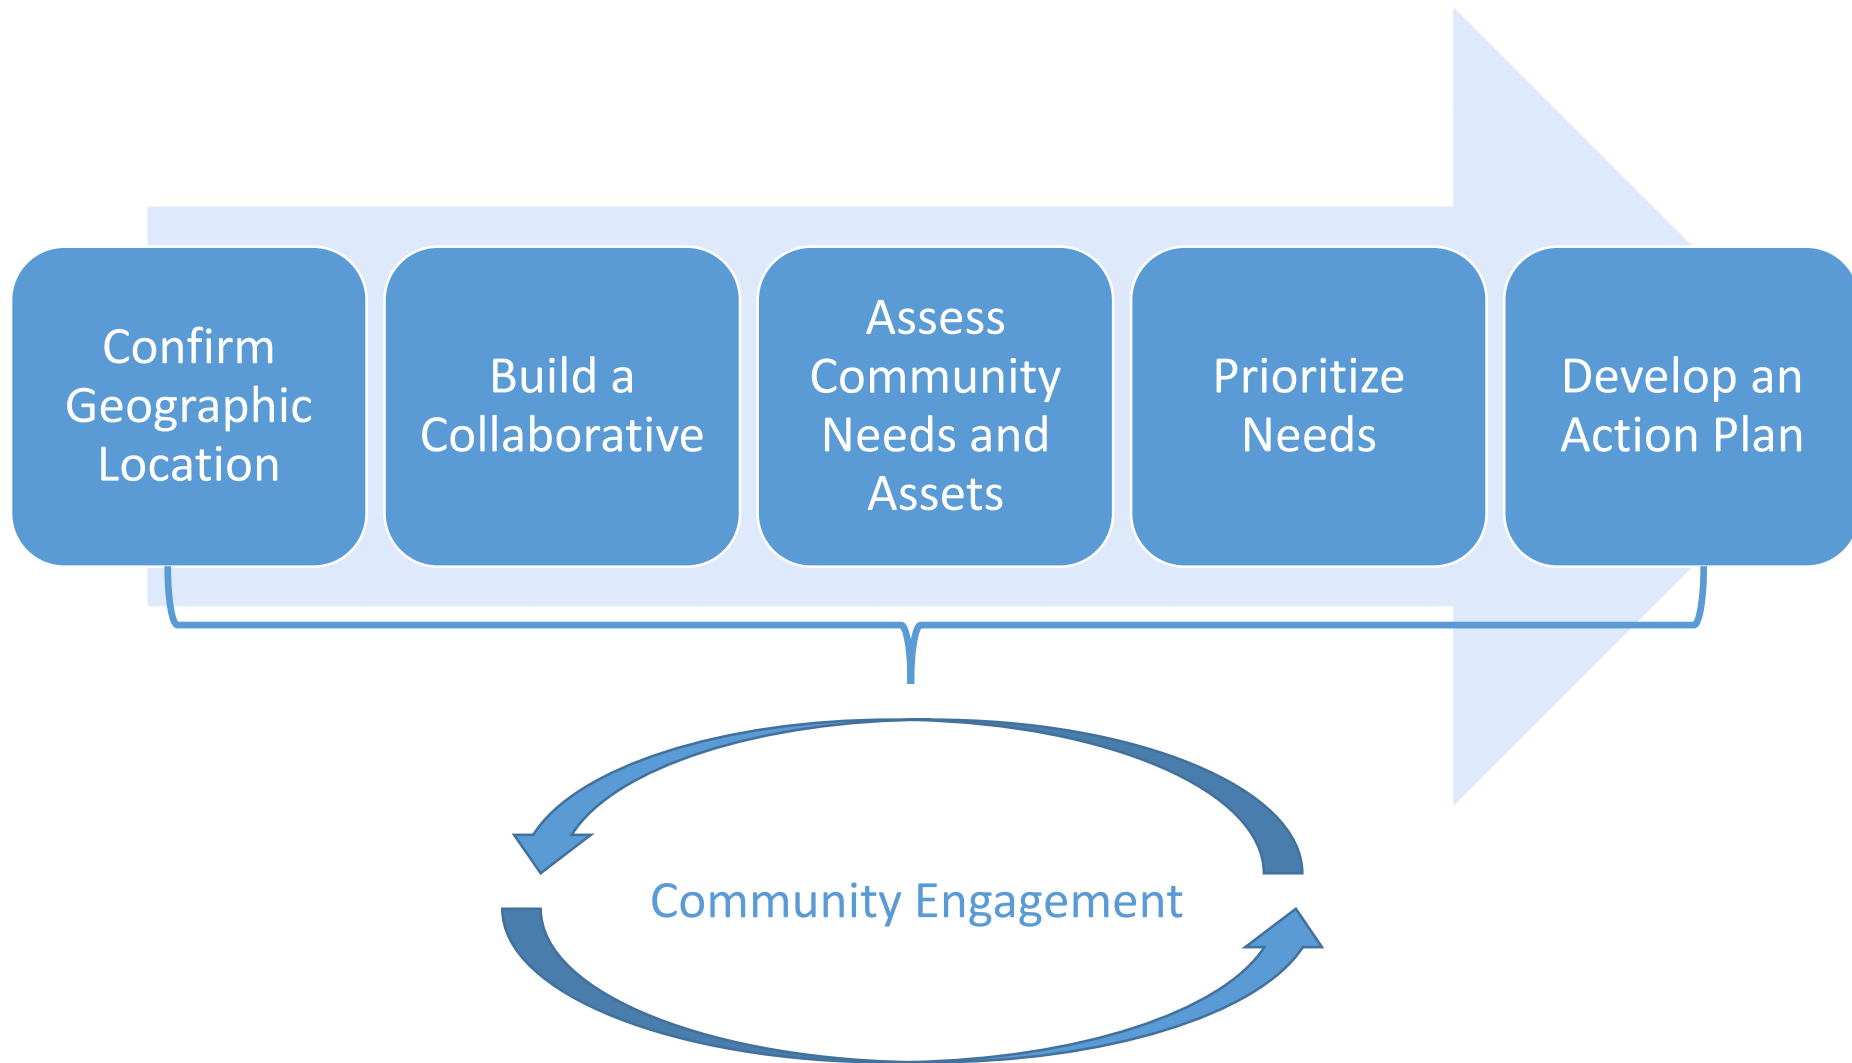 Confirm
Geographic
Location
Build a
Collaborative
Assess
Community
Needs and
Assets
Prioritize
Needs
Develop an
Action Plan
Community Engagement